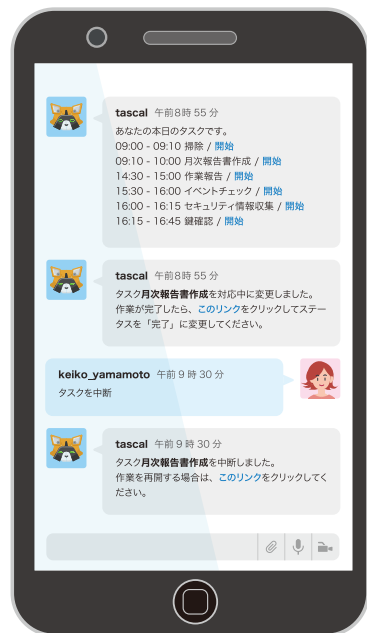 tascal 午前8時 55 分
あなたの本日のタスクです。
09:00 - 09:10 掃除 / 開始
09:10 - 10:00 月次報告書作成 / 開始
14:30 - 15:00 作業報告 / 開始
15:30 - 16:00 イベントチェック / 開始
16:00 - 16:15 セキュリティ情報収集 / 開始
16:15 - 16:45 鍵確認 / 開始
tascal 午前8時 55 分
タスク月次報告書作成を対応中に変更しました。
作業が完了したら、このリンクをクリックしてステー
タスを「完了」に変更してください。
keiko_yamamoto 午前 9 時 30 分
タスクを中断
tascal 午前 9 時 30 分
タスク月次報告書作成を中断しました。
作業を再開する場合は、このリンクをクリックしてく
ださい。